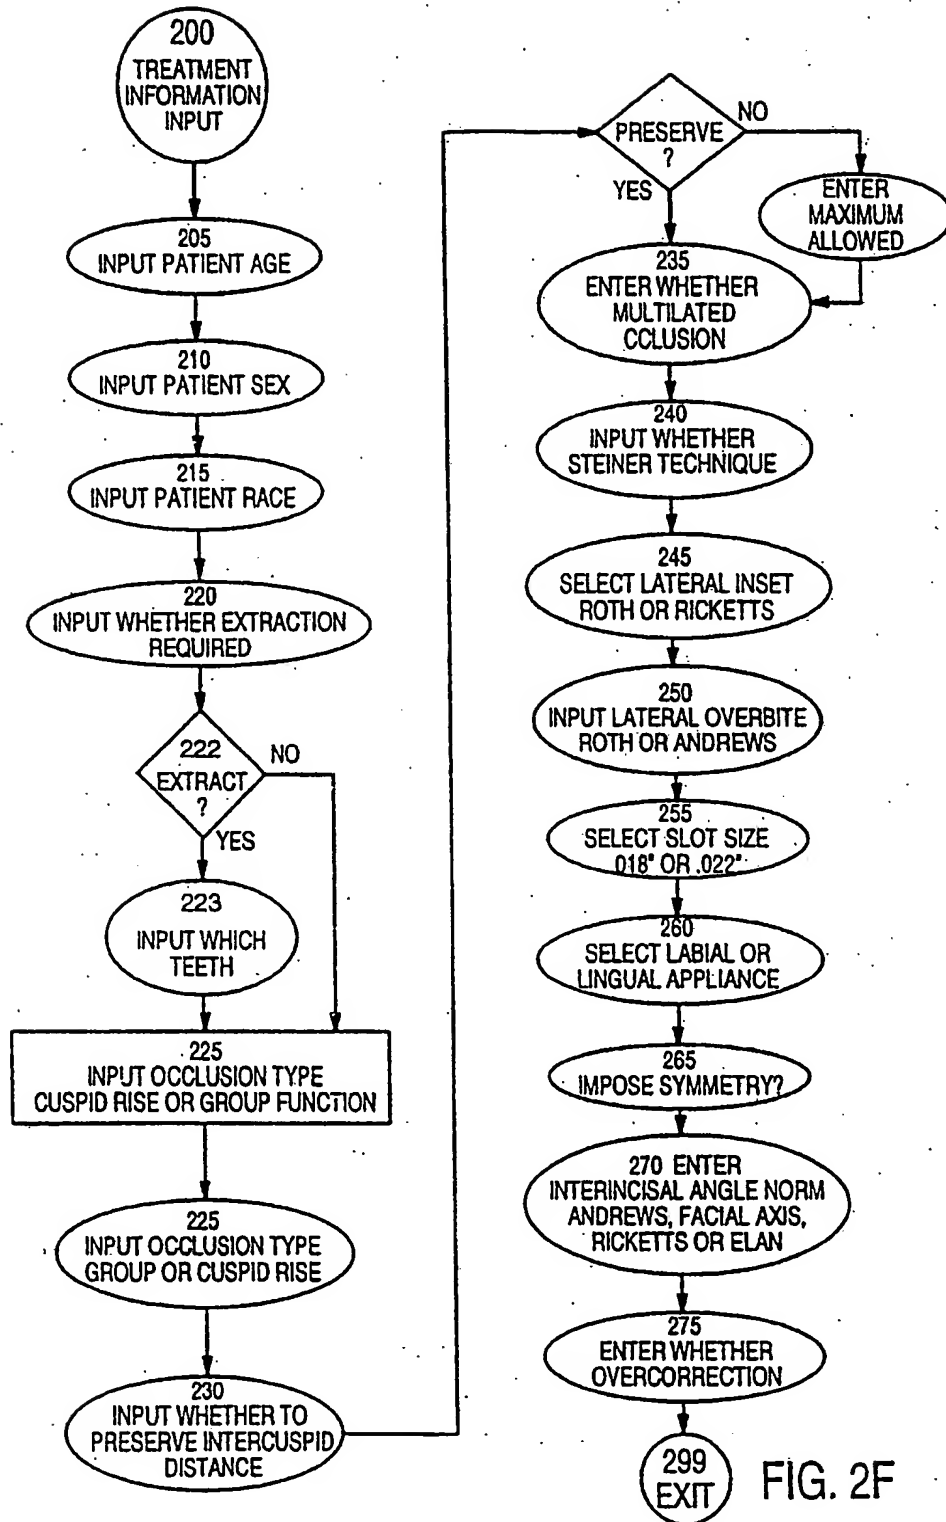 200
TREATMENT
INFORMATION
INPUT
205
INPUT PATIENT AGE
210
INPUT PATIENT SEX
215
INPUT PATIENT RACE
220
INPUT WHETHER EXTRACTION
REQUIRED
222
EXTRACT
?
NO
YES
223
INPUT WHICH
TEETH
225
INPUT OCCLUSION TYPE
CUSPID RISE OR GROUP FUNCTION
225
INPUT OCCLUSION TYPE
GROUP OR CUSPID RISE
230
INPUT WHETHER TO
PRESERVE INTERCUSPID
DISTANCE
PRESERVE
?
NO
YES
ENTER
MAXIMUM
ALLOWED
235
ENTER WHETHER
MULTILATED
CCLUSION
240
INPUT WHETHER
STEINER TECHNIQUE
245
SELECT LATERAL INSET
ROTH OR RICKETTS
250
INPUT LATERAL OVERBITE
ROTH OR ANDREWS
255
SELECT SLOT SIZE
.018" OR .022"
260
SELECT LABIAL OR
LINGUAL APPLIANCE
265
IMPOSE SYMMETRY?
270 ENTER
INTERINCISAL ANGLE NORM
ANDREWS, FACIAL AXIS,
RICKETTS OR ELAN
275
ENTER WHETHER
OVERCORRECTION
299
EXIT
FIG. 2F